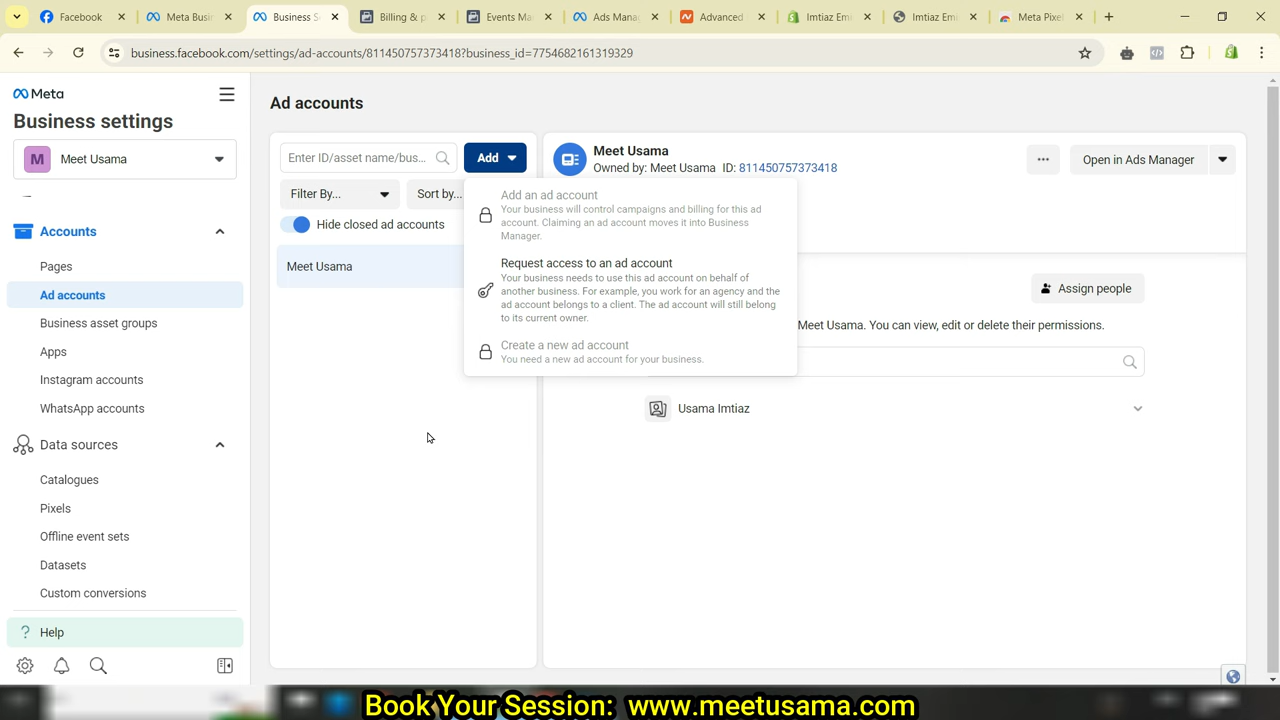 Facebook
Meta Busin
Business S
Billing & p
Events Ma
Ads Mana
Advanced
Imtiaz Em
Imtiaz Em
Meta Pixel
business.facebook.com/settings/ad-accounts/811450757373418?business_id=7754682161319329
Meta
Business settings
M
Meet Usama
Accounts
Pages
Ad accounts
Business asset groups
Apps
Instagram accounts
WhatsApp accounts
Data sources
Catalogues
Pixels
Offline event sets
Datasets
Custom conversions
? Help
Ad accounts
Enter ID/asset name/bus...
Add
Filter By...
Sort by...
Hide closed ad accounts
Meet Usama
Add an ad account
Your business will control campaigns and billing for this ad
account. Claiming an ad account moves it into Business
Manager.
Request access to an ad account
Your business needs to use this ad account on behalf of
another business. For example, you work for an agency and the
ad account belongs to a client. The ad account will still belong
to its current owner.
Create a new ad account
You need a new ad account for your business.
Meet Usama
Owned by: Meet Usama ID: 811450757373418
Open in Ads Manager
Assign people
Meet Usama. You can view, edit or delete their permissions.
Usama Imtiaz
Book Your Session: www.meetusama.com